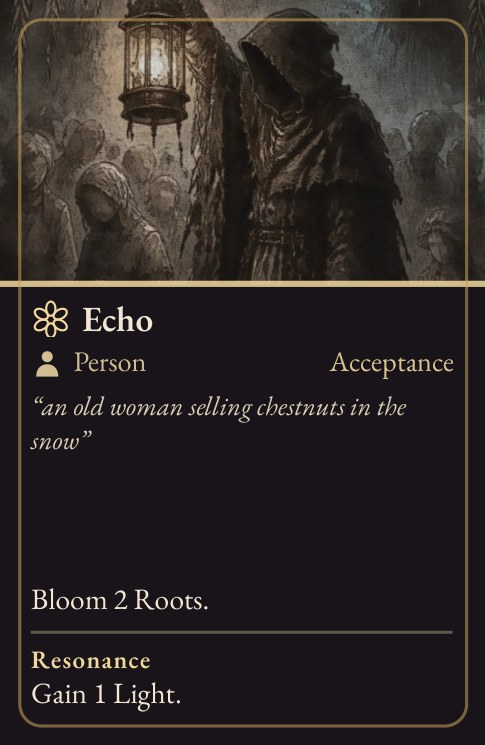 Echo
Person Acceptance
“an old woman selling chestnuts in the
snow”
Bloom 2 Roots.
Resonance
Gain 1 Light.